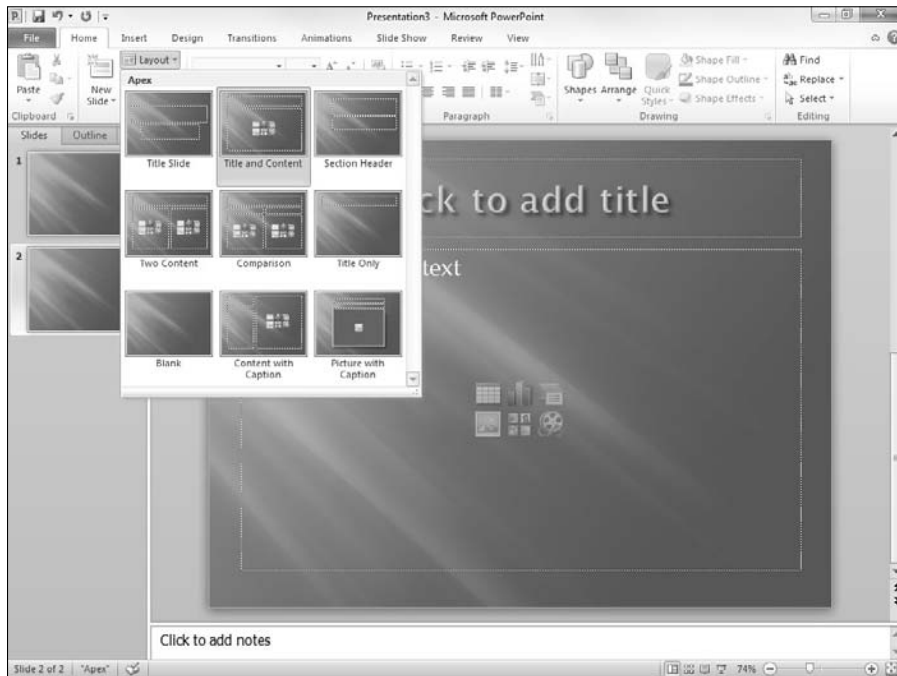 Presentation3 - Microsoft PowerPoint
File Home Insert Design Transitions Animations Slide Show Review View
Paste
Clipboard
New
Slide
Layout
Paragraph
Shapes Arrange Quick
Styles
Shape Fill
Shape Outline
Shape Effects
Drawing
Find
Replace
Select
Editing
Slides Outline
1
2
Apex
Title Slide Title and Content Section Header
Two Content Comparison Title Only
Blank Content with
Caption Picture with
Caption
ck to add title
text
Click to add notes
Slide 2 of 2 "Apex" 74%